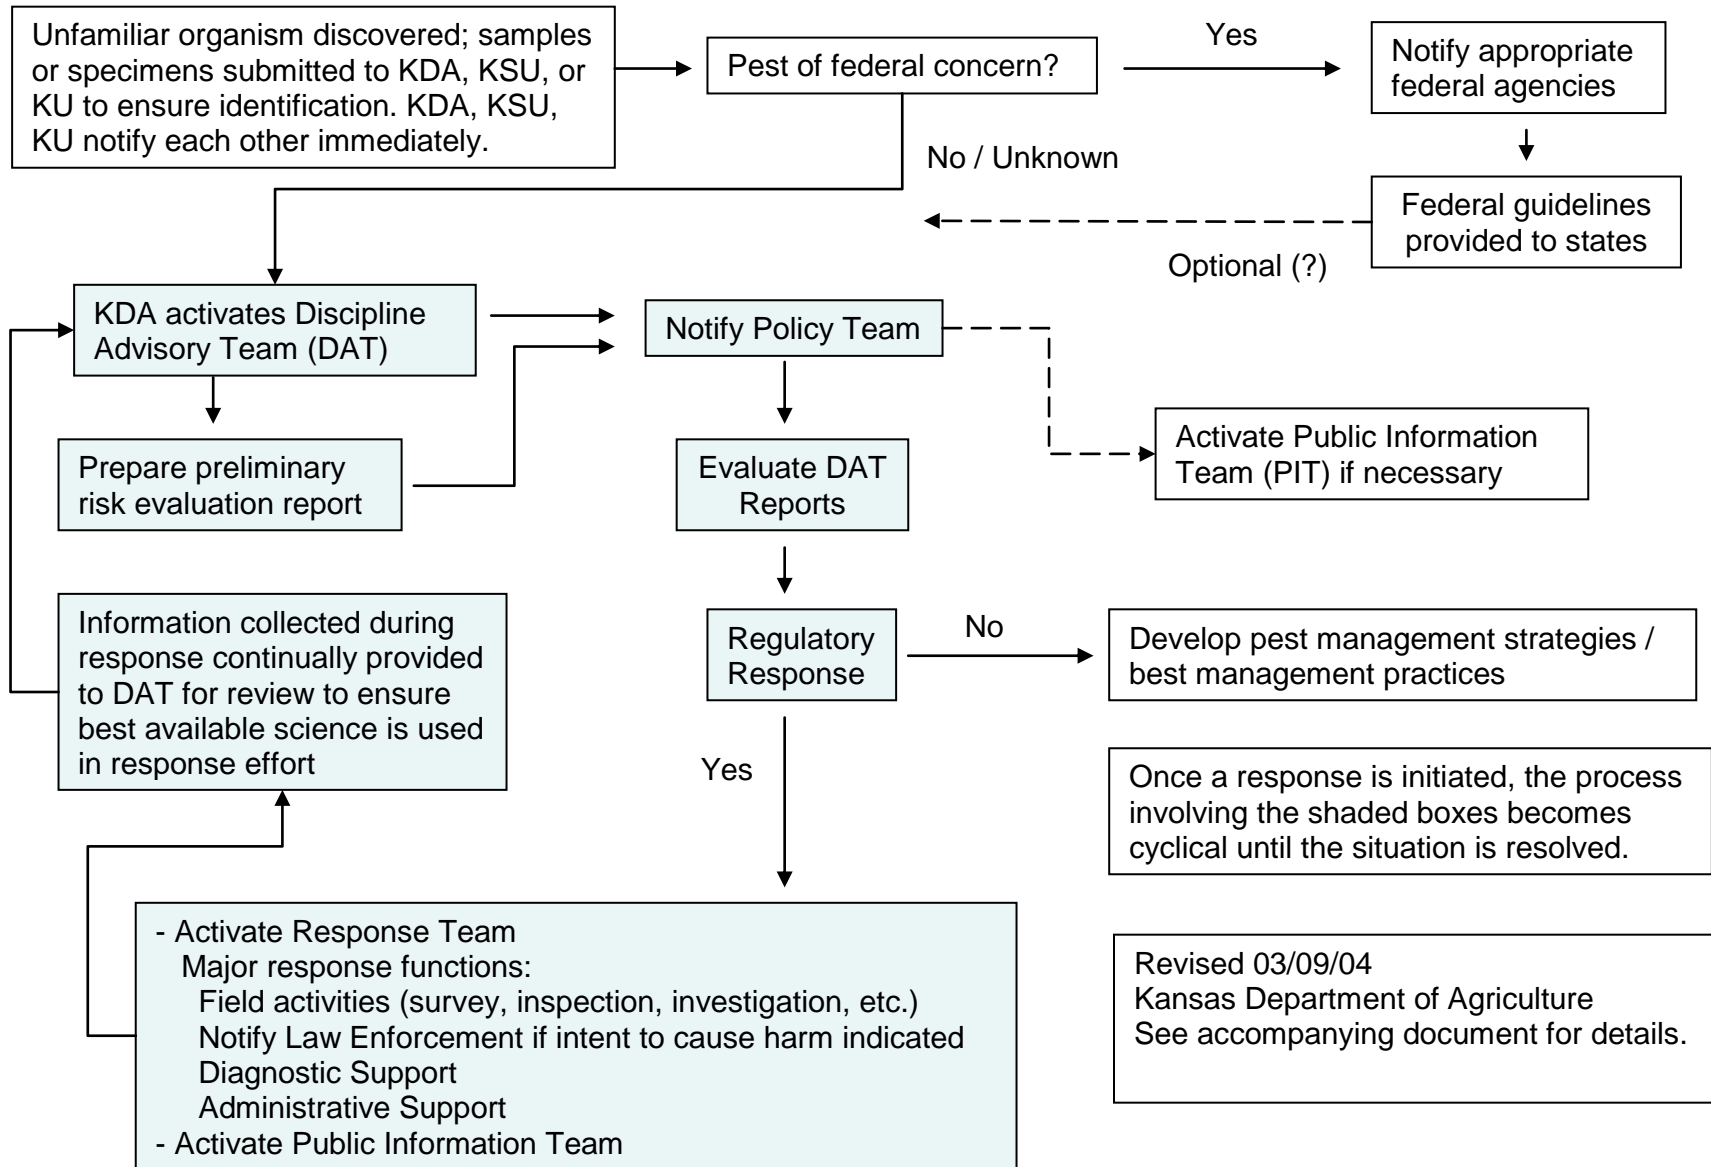 Unfamiliar organism discovered; samples
or specimens submitted to KDA, KSU, or
KU to ensure identification. KDA, KSU,
KU notify each other immediately.
Pest of federal concern?
Yes
Notify appropriate
federal agencies
No / Unknown
Federal guidelines
provided to states
Optional (?)
KDA activates Discipline
Advisory Team (DAT)
Notify Policy Team
Prepare preliminary
risk evaluation report
Evaluate DAT
Reports
Activate Public Information
Team (PIT) if necessary
Information collected during
response continually provided
to DAT for review to ensure
best available science is used
in response effort
Regulatory
Response
No
Develop pest management strategies /
best management practices
Yes
Once a response is initiated, the process
involving the shaded boxes becomes
cyclical until the situation is resolved.
- Activate Response Team
Major response functions:
Field activities (survey, inspection, investigation, etc.)
Notify Law Enforcement if intent to cause harm indicated
Diagnostic Support
Administrative Support
- Activate Public Information Team
Revised 03/09/04
Kansas Department of Agriculture
See accompanying document for details.